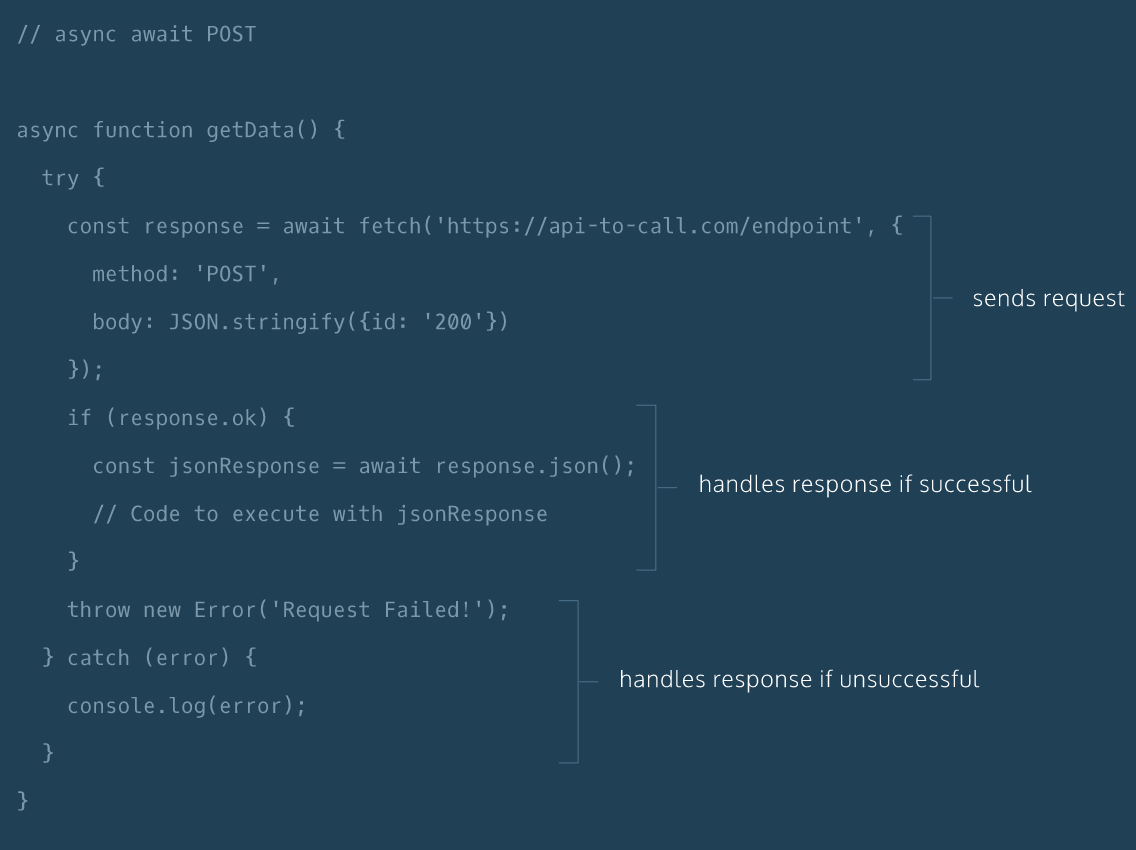 // async await POST
async function getData() {
try {
const response = await fetch('https://api-to-call.com/endpoint', {
method: 'POST',
body: JSON.stringify({id: '200'})
});
sends request
if (response.ok) {
const jsonResponse = await response.json();
// Code to execute with jsonResponse
}
handles response if successful
throw new Error('Request Failed!');
} catch (error) {
console.log(error);
}
handles response if unsuccessful
}